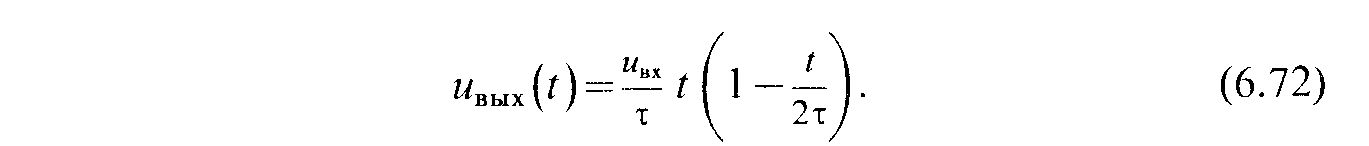 u_вых(t) = u_вх/τ t (1 − t/2τ). (6.72)